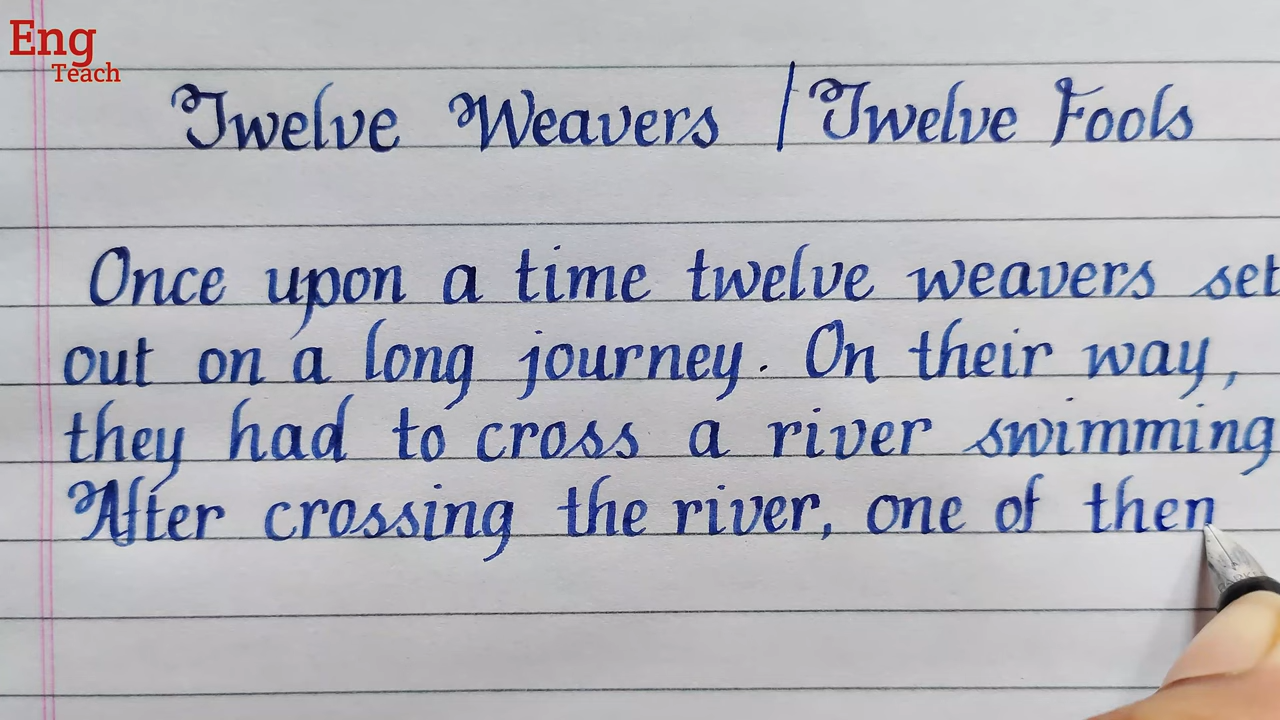 Eng
Teach
Twelve Weavers | Twelve Fools
Once upon a time twelve weavers set
out on a long journey. On their way,
they had to cross a river swimming
After crossing the river, one of then